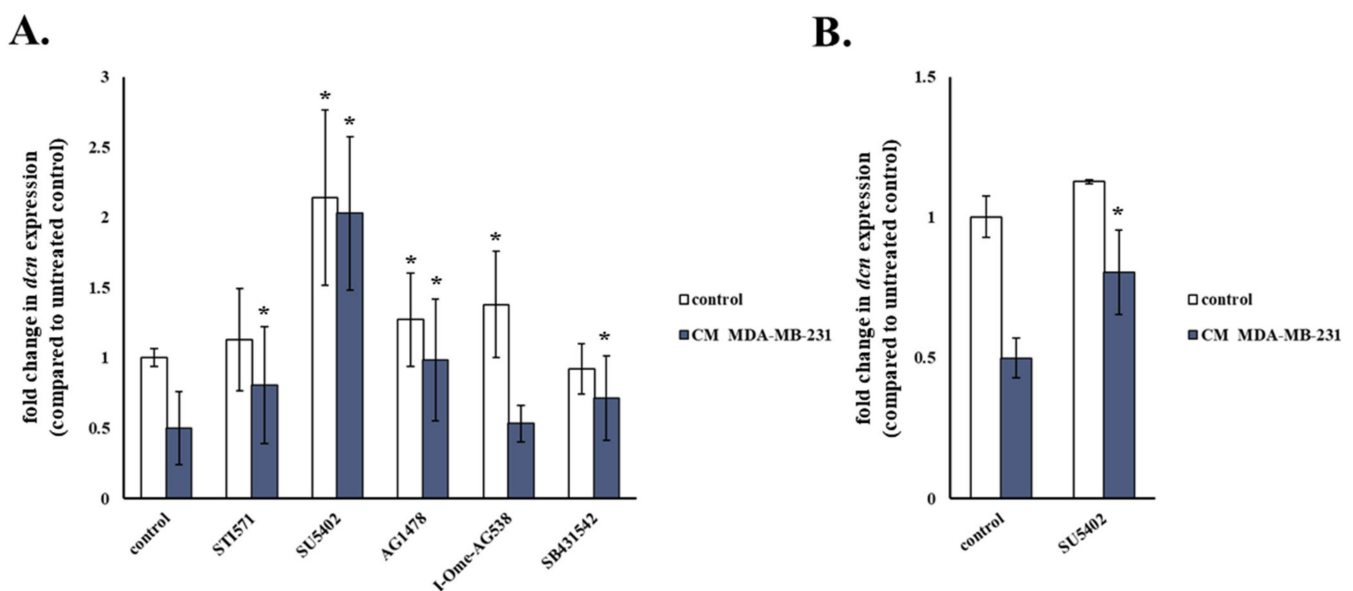 A.
fold change in dcn expression
(compared to untreated control)
3
2.5
2
1.5
1
0.5
0
* * * * * * * *
control
STI571
SU5402
AG1478
I-Ome-AG538
SB431542
control
CM MDA-MB-231
B.
fold change in dcn expression
(compared to untreated control)
1.5
1
0.5
0
*
control
SU5402
control
CM MDA-MB-231